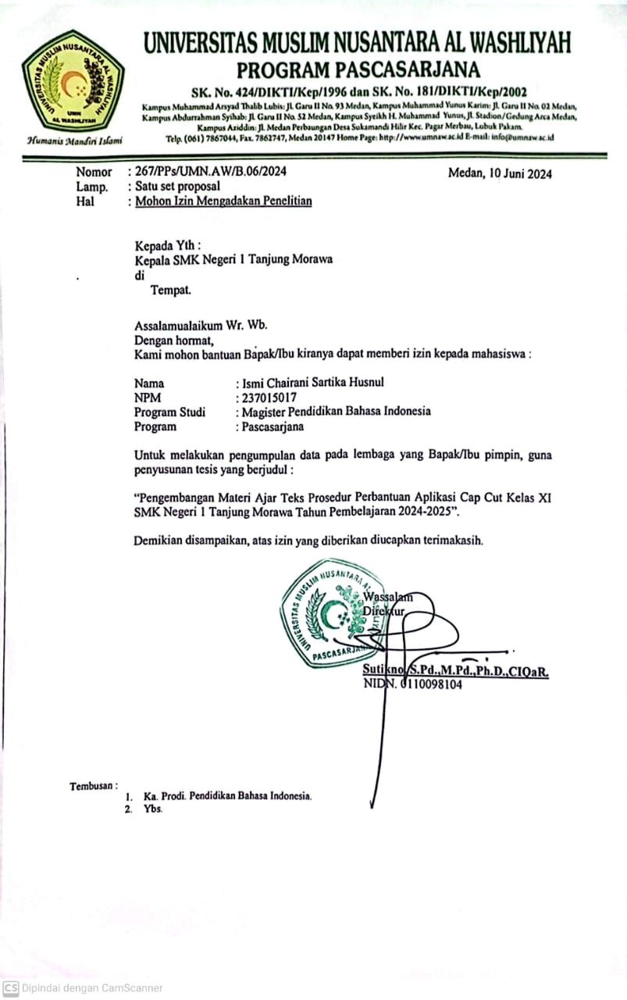 UNIVERSITAS MUSLIM NUSANTARA AL WASHLIYAH
PROGRAM PASCASARJANA
SK. No. 424/DIKTI/Kep/1996 dan SK. No. 181/DIKTI/Kep/2002
Kampus Muhammad Arsyad Thalib Lubis: Jl. Garu II No. 93 Medan, Kampus Muhammad Yunus Karim: Jl. Garu II No. 02 Medan,
Kampus Abdurrahman Syihab: Jl. Garu II No. 52 Medan, Kampus Syeikh H. Muhammad Yunus, Jl. Stadion/Gedung Arca Medan,
Kampus Aziddin: Jl. Medan Perbaungan Desa Sukamandi Hilir Kec. Pagar Merbau, Lubuk Pakam.
Telp. (061) 7867044, Fax. 7862747, Medan 20147 Home Page: http://www.umnaw.ac.id E-mail: info@umnaw.ac.id
UNIVERSITAS MUSLIM NUSANTARA AL WASHLIYAH
UMN
AL WASHLIYAH
Humanis Mandiri Islami
Nomor : 267/PPs/UMN.AW/B.06/2024 Medan, 10 Juni 2024
Lamp. : Satu set proposal
Hal : Mohon Izin Mengadakan Penelitian
Kepada Yth :
Kepala SMK Negeri 1 Tanjung Morawa
di
Tempat.
Assalamualaikum Wr. Wb.
Dengan hormat,
Kami mohon bantuan Bapak/Ibu kiranya dapat memberi izin kepada mahasiswa :
Nama : Ismi Chairani Sartika Husnul
NPM : 237015017
Program Studi : Magister Pendidikan Bahasa Indonesia
Program : Pascasarjana
Untuk melakukan pengumpulan data pada lembaga yang Bapak/Ibu pimpin, guna
penyusunan tesis yang berjudul :
“Pengembangan Materi Ajar Teks Prosedur Perbantuan Aplikasi Cap Cut Kelas XI
SMK Negeri 1 Tanjung Morawa Tahun Pembelajaran 2024-2025”.
Demikian disampaikan, atas izin yang diberikan diucapkan terimakasih.
UNIVERSITAS MUSLIM NUSANTARA AL
PASCASARJANA
Wassalam
Direktur
Sutikno, S.Pd.,M.Pd.,Ph.D.,CIQaR.
NIDN. 0110098104
Tembusan :
1. Ka. Prodi. Pendidikan Bahasa Indonesia.
2. Ybs.
CS Dipindai dengan CamScanner